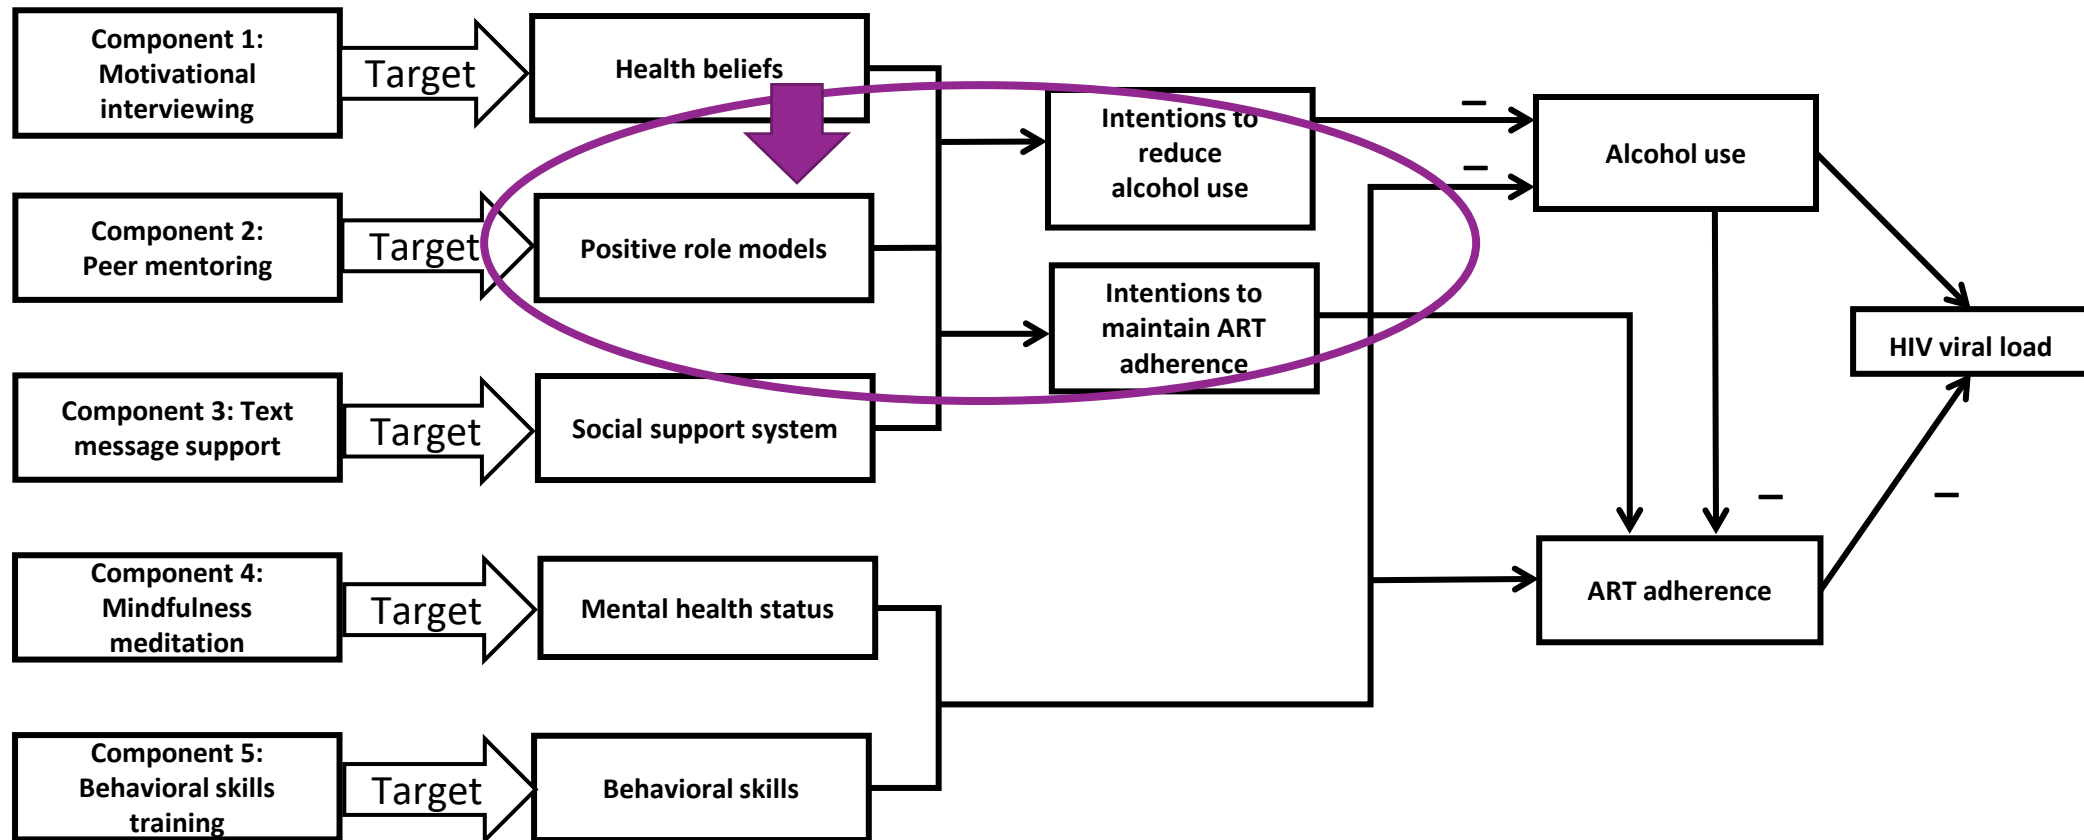 Component 1:
Motivational
interviewing
Target
Health beliefs
Component 2:
Peer mentoring
Target
Positive role models
Component 3: Text
message support
Target
Social support system
Component 4:
Mindfulness
meditation
Target
Mental health status
Component 5:
Behavioral skills
training
Target
Behavioral skills
Intentions to
reduce
alcohol use
Intentions to
maintain ART
adherence
–
–
Alcohol use
–
ART adherence
–
HIV viral load